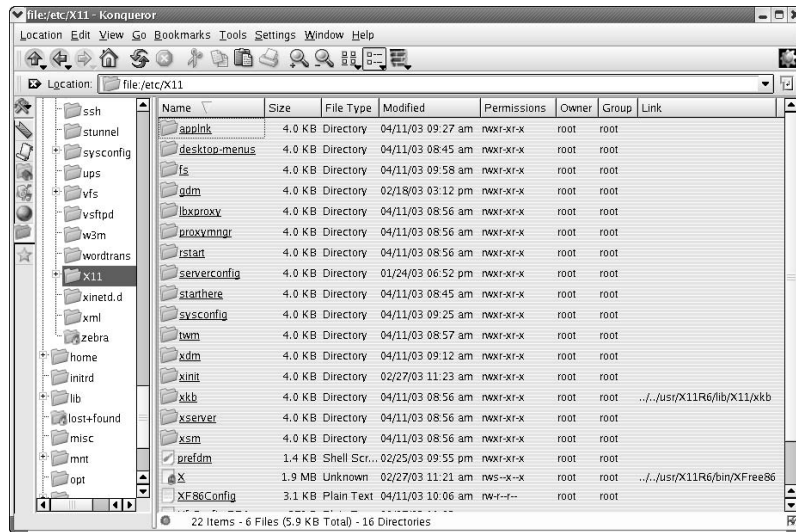 file:/etc/X11 - Konqueror
Location Edit View Go Bookmarks Tools Settings Window Help
Location: file:/etc/X11
ssh
stunnel
sysconfig
ups
vfs
vsftpd
w3m
wordtrans
X11
xinetd.d
xml
zebra
home
initrd
lib
lost+found
misc
mnt
opt
Name Size File Type Modified Permissions Owner Group Link
applnk 4.0 KB Directory 04/11/03 09:27 am rwxr-xr-x root root
desktop-menus 4.0 KB Directory 04/11/03 08:45 am rwxr-xr-x root root
fs 4.0 KB Directory 04/11/03 09:58 am rwxr-xr-x root root
gdm 4.0 KB Directory 02/18/03 03:12 pm rwxr-xr-x root root
lbxproxy 4.0 KB Directory 04/11/03 08:56 am rwxr-xr-x root root
proxymngr 4.0 KB Directory 04/11/03 08:56 am rwxr-xr-x root root
rstart 4.0 KB Directory 04/11/03 08:56 am rwxr-xr-x root root
serverconfig 4.0 KB Directory 01/24/03 06:52 pm rwxr-xr-x root root
starthere 4.0 KB Directory 04/11/03 08:45 am rwxr-xr-x root root
sysconfig 4.0 KB Directory 04/11/03 09:25 am rwxr-xr-x root root
twm 4.0 KB Directory 04/11/03 08:57 am rwxr-xr-x root root
xdm 4.0 KB Directory 04/11/03 09:12 am rwxr-xr-x root root
xinit 4.0 KB Directory 02/27/03 11:23 am rwxr-xr-x root root
xkb 4.0 KB Directory 04/11/03 08:56 am rwxr-xr-x root root ../../usr/X11R6/lib/X11/xkb
xserver 4.0 KB Directory 04/11/03 08:56 am rwxr-xr-x root root
xsm 4.0 KB Directory 04/11/03 08:56 am rwxr-xr-x root root
prefdm 1.4 KB Shell Scr... 02/25/03 09:55 pm rwxr-xr-x root root
X 1.9 MB Unknown 02/27/03 11:21 am rws--x--x root root ../../usr/X11R6/bin/XFree86
XF86Config 3.1 KB Plain Text 04/11/03 10:06 am rw-r--r-- root root
22 Items - 6 Files (5.9 KB Total) - 16 Directories